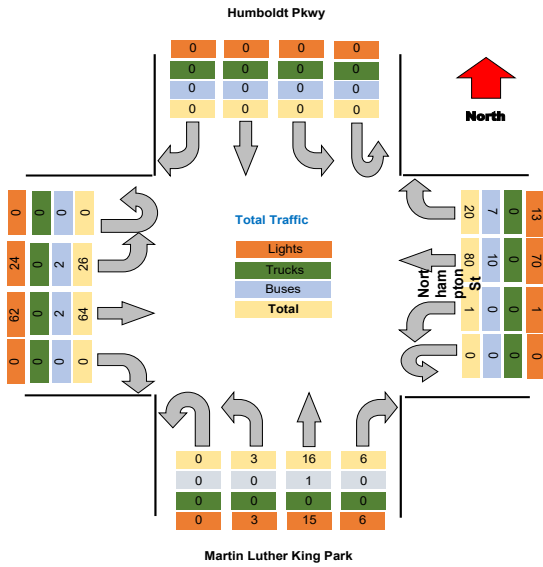 Humboldt Pkwy
0 0 0 0
0 0 0 0
0 0 0 0
0 0 0 0
North
0 0 0 0
24 0 2 26
62 0 2 64
0 0 0 0
Total Traffic
Lights
Trucks
Buses
Total
20 7 0 13
80 10 0 70
1 0 0 1
0 0 0 0
Nort
ham
pton
St
0 3 16 6
0 0 1 0
0 0 0 0
0 3 15 6
Martin Luther King Park